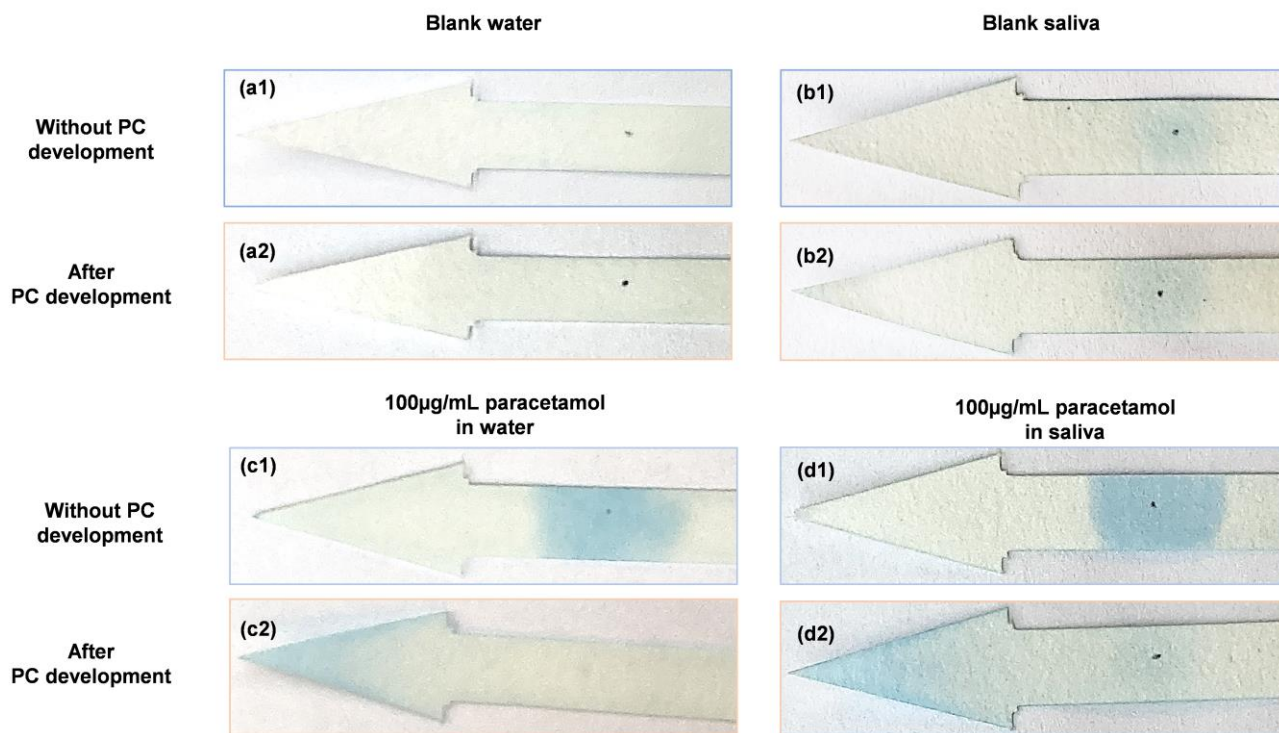 Blank water
Blank saliva
Without PC
development
(a1)
(b1)
After
PC development
(a2)
(b2)
100µg/mL paracetamol
in water
100µg/mL paracetamol
in saliva
Without PC
development
(c1)
(d1)
After
PC development
(c2)
(d2)